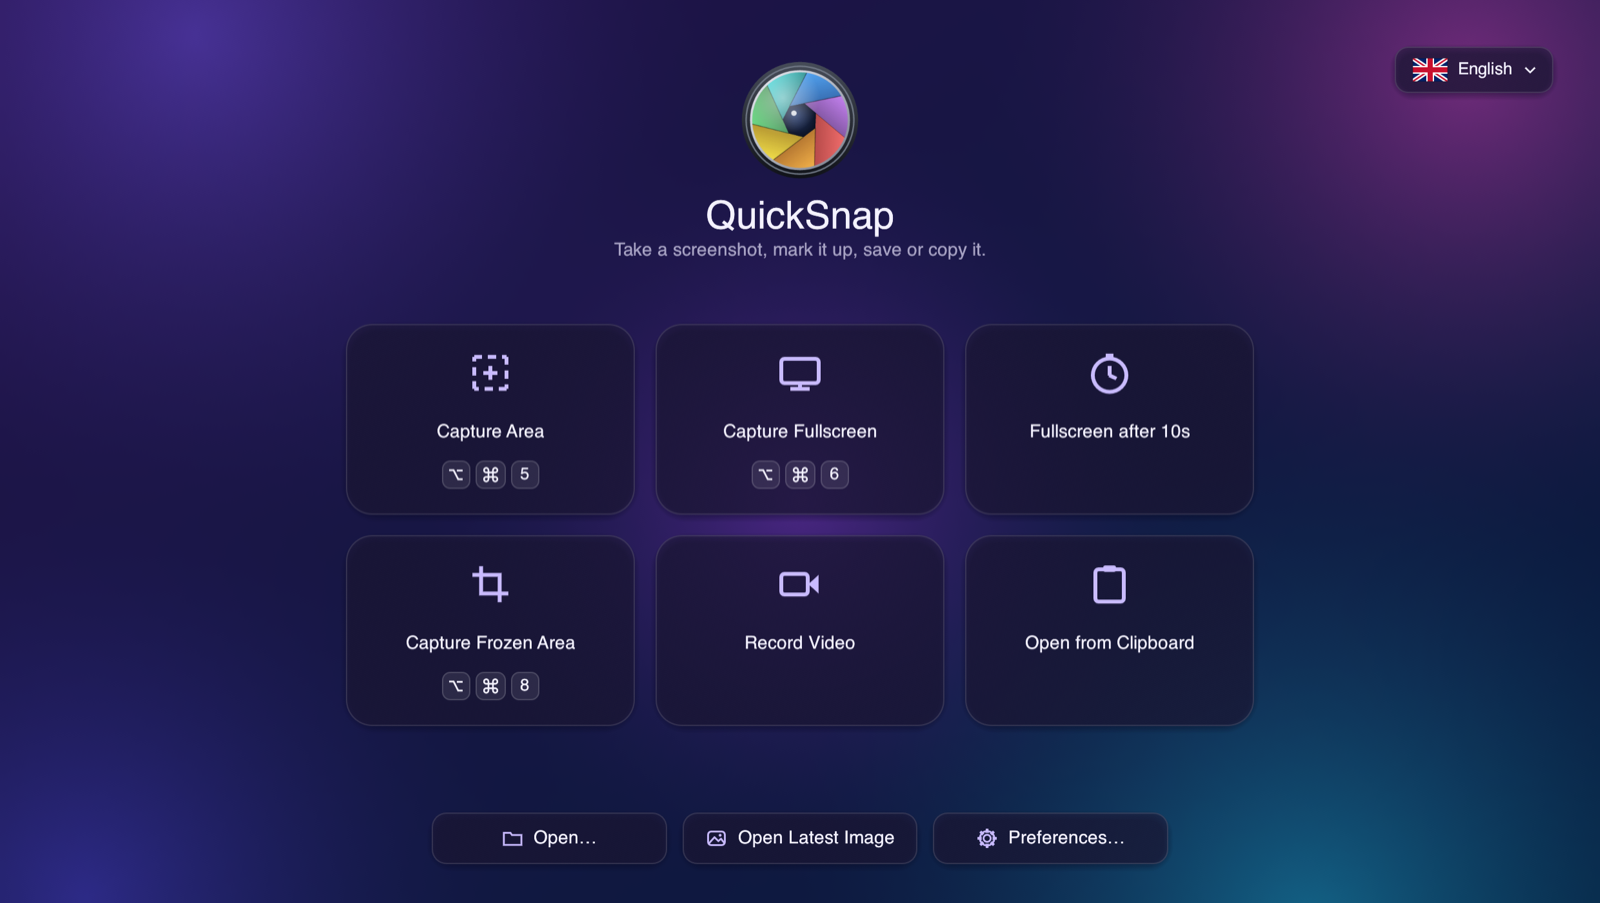 English
QuickSnap
Take a screenshot, mark it up, save or copy it.
Capture Area
⌥ ⌘ 5
Capture Fullscreen
⌥ ⌘ 6
Fullscreen after 10s
Capture Frozen Area
⌥ ⌘ 8
Record Video
Open from Clipboard
Open…
Open Latest Image
Preferences…